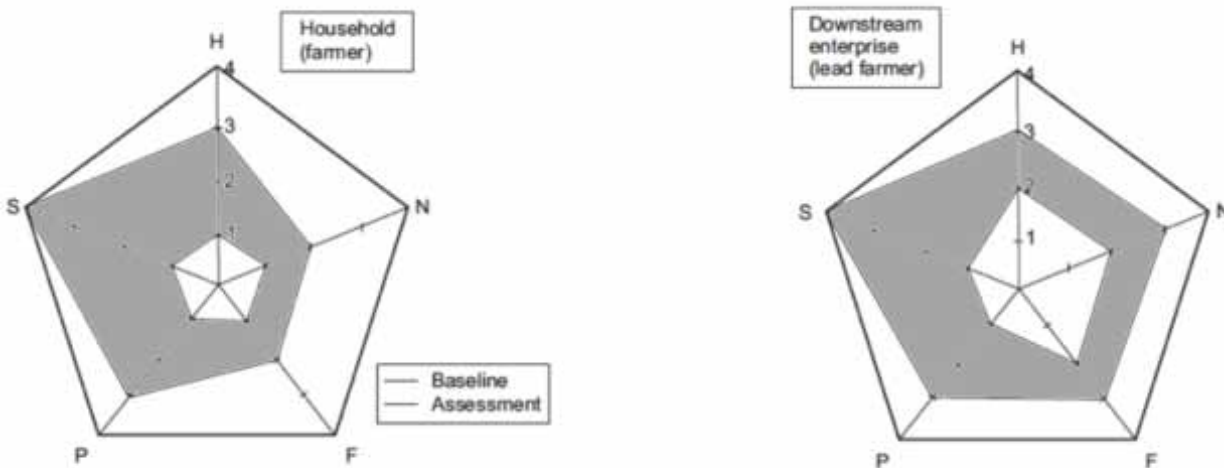 Household
(farmer)
H
4
3
2
1
S
N
P
F
Baseline
Assessment
Downstream
enterprise
(lead farmer)
H
4
3
2
1
S
N
P
F